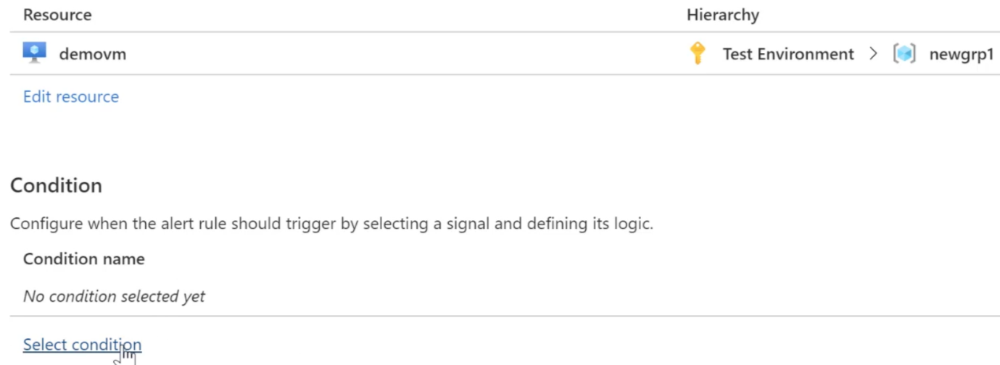 Resource Hierarchy
demovm Test Environment > newgrp1
Edit resource
Condition
Configure when the alert rule should trigger by selecting a signal and defining its logic.
Condition name
No condition selected yet
Select condition